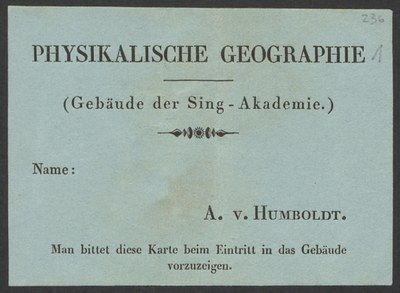 236
1
PHYSIKALISCHE GEOGRAPHIE
(Gebäude der Sing-Akademie.)
Name:
A. v. HUMBOLDT.
Man bittet diese Karte beim Eintritt in das Gebäude
vorzuzeigen.